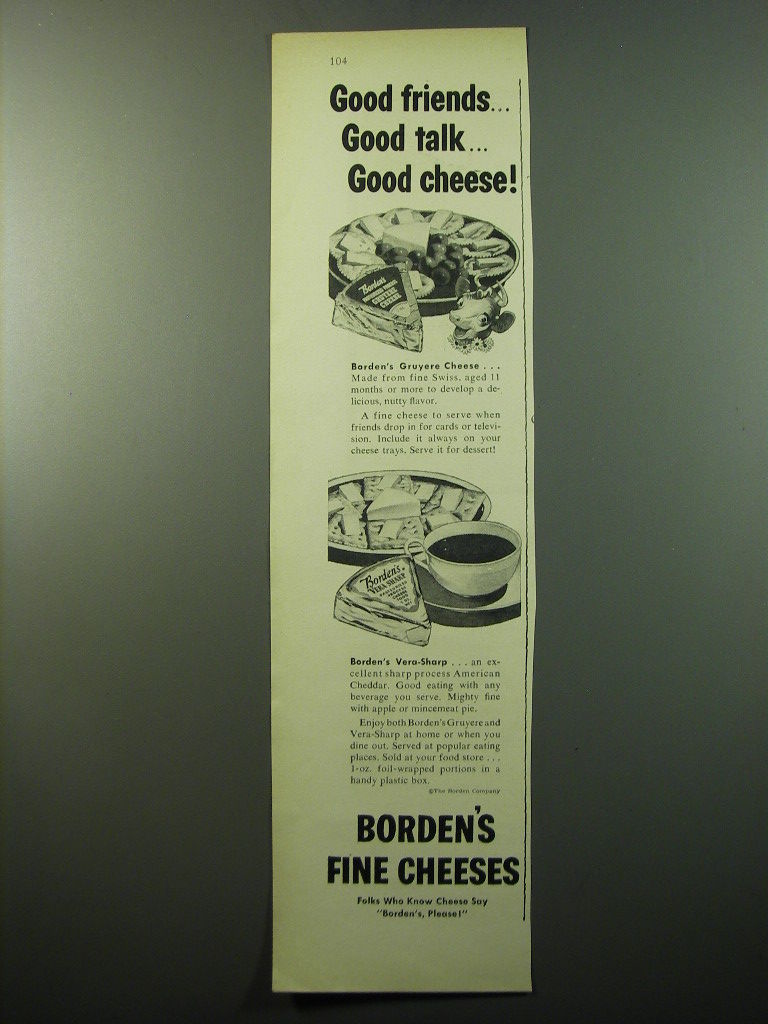 104
Good friends...
Good talk...
Good cheese!
Borden's
GRUYERE
CHEESE
Borden's Gruyere Cheese . . .
Made from fine Swiss, aged 11
months or more to develop a de-
licious, nutty flavor.
A fine cheese to serve when
friends drop in for cards or televi-
sion. Include it always on your
cheese trays. Serve it for dessert!
Borden's
VERA-SHARP
Borden's Vera-Sharp . . . an ex-
cellent sharp process American
Cheddar. Good eating with any
beverage you serve. Mighty fine
with apple or mincemeat pie.
Enjoy both Borden's Gruyere and
Vera-Sharp at home or when you
dine out. Served at popular eating
places. Sold at your food store . . .
1-oz. foil-wrapped portions in a
handy plastic box.
©The Borden Company
BORDEN'S
FINE CHEESES
Folks Who Know Cheese Say
"Borden's, Please!"